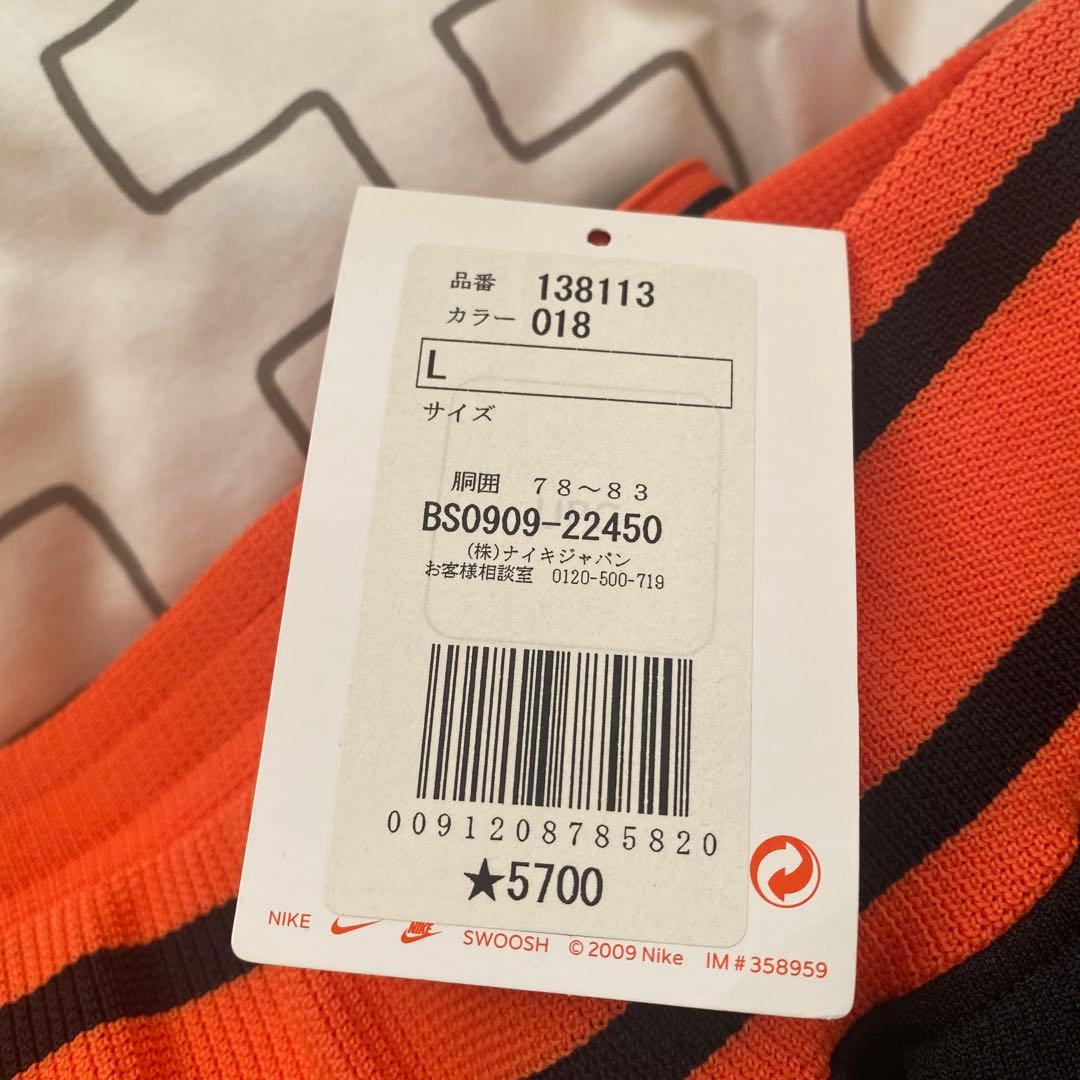 品番 138113
カラー 018
L
サイズ
胴囲 78～83
BS0909-22450
(株)ナイキジャパン
お客様相談室 0120-500-719
0091208785820
★5700
NIKE NIKE SWOOSH © 2009 Nike IM # 358959